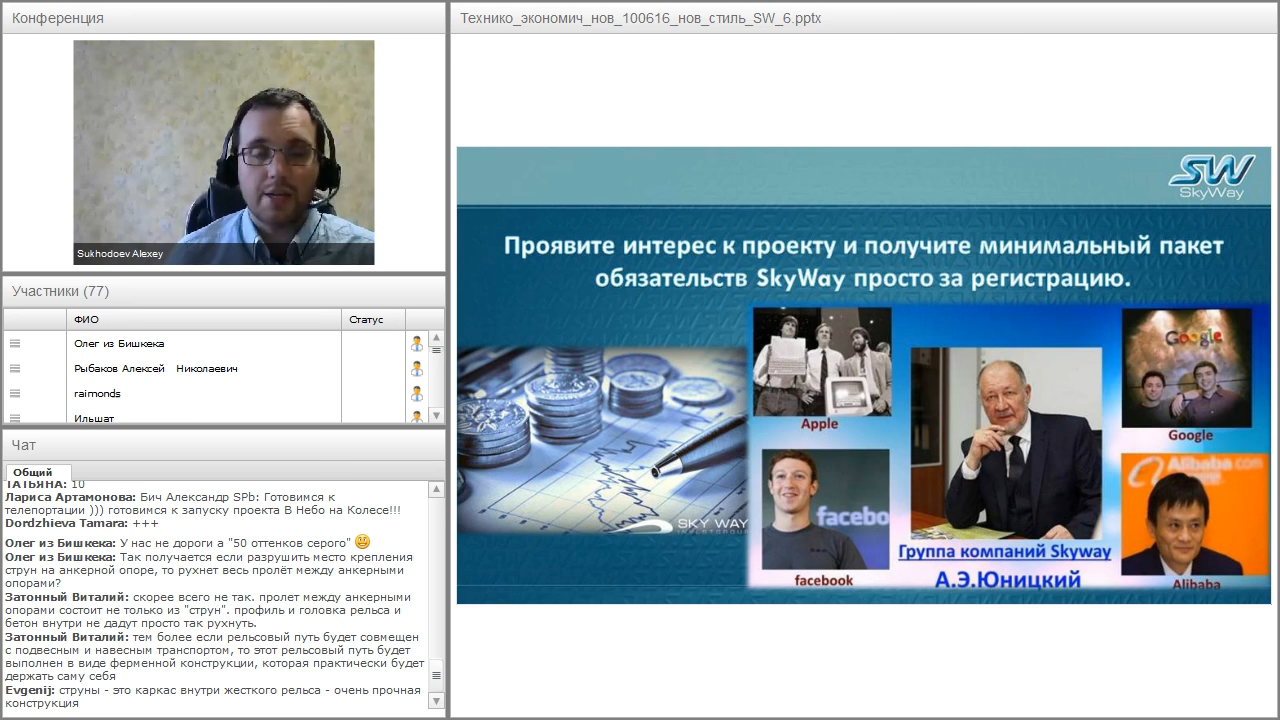 Конференция
Sukhodoev Alexey
Участники (77)
ФИО
Статус
Олег из Бишкека
Рыбаков Алексей Николаевич
raimonds
Ильшат
Чат
Общий
ТАТЬЯНА: 10
Лариса Артамонова: Бич Александр SPb: Готовимся к
телепортации ))) готовимся к запуску проекта В Небо на Колесе!!!
Dordzhieva Tamara: +++
Олег из Бишкека: У нас не дороги а "50 оттенков серого"
Олег из Бишкека: Так получается если разрушить место крепления
струн на анкерной опоре, то рухнет весь пролёт между анкерными
опорами?
Затонный Виталий: скорее всего не так. пролет между анкерными
опорами состоит не только из "струн". профиль и головка рельса и
бетон внутри не дадут просто так рухнуть.
Затонный Виталий: тем более если рельсовый путь будет совмещен
с подвесным и навесным транспортом, то этот рельсовый путь будет
выполнен в виде ферменной конструкции, которая практически будет
держать саму себя
Evgenij: струны - это каркас внутри жесткого рельса - очень прочная
конструкция
Технико_экономич_нов_100616_нов_стиль_SW_6.pptx
SW
SkyWay
Проявите интерес к проекту и получите минимальный пакет
обязательств SkyWay просто за регистрацию.
SKY WAY
Apple
facebo
facebook
Группа компаний Skyway
А.Э.Юницкий
Google
Google
Alibaba.com
Alibaba